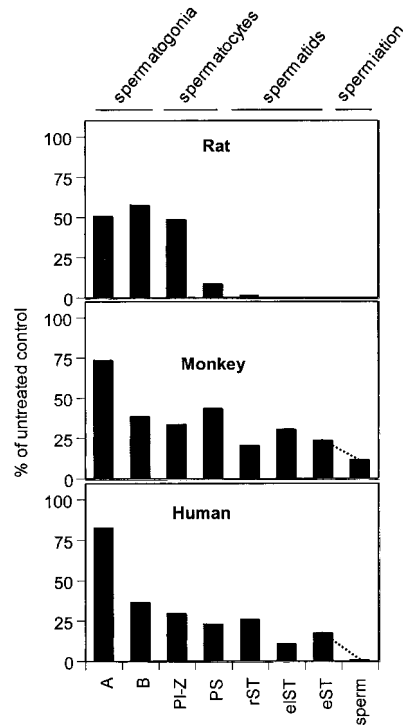 spermatogonia
spermatocytes
spermatids
spermiation
% of untreated control
Rat
100
75
50
25
0
Monkey
100
75
50
25
0
Human
100
75
50
25
0
A
B
Pl-Z
PS
rST
elST
eST
sperm